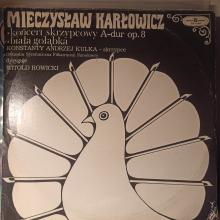 MIECZYSŁAW KARŁOWICZ
•koncert skrzypcowy A-dur op. 8
•biała gołąbka
KONSTANTY ANDRZEJ KULKA - skrzypce
Orkiestra Symfoniczna Filharmonii Narodowej
dyryguje
WITOLD ROWICKI